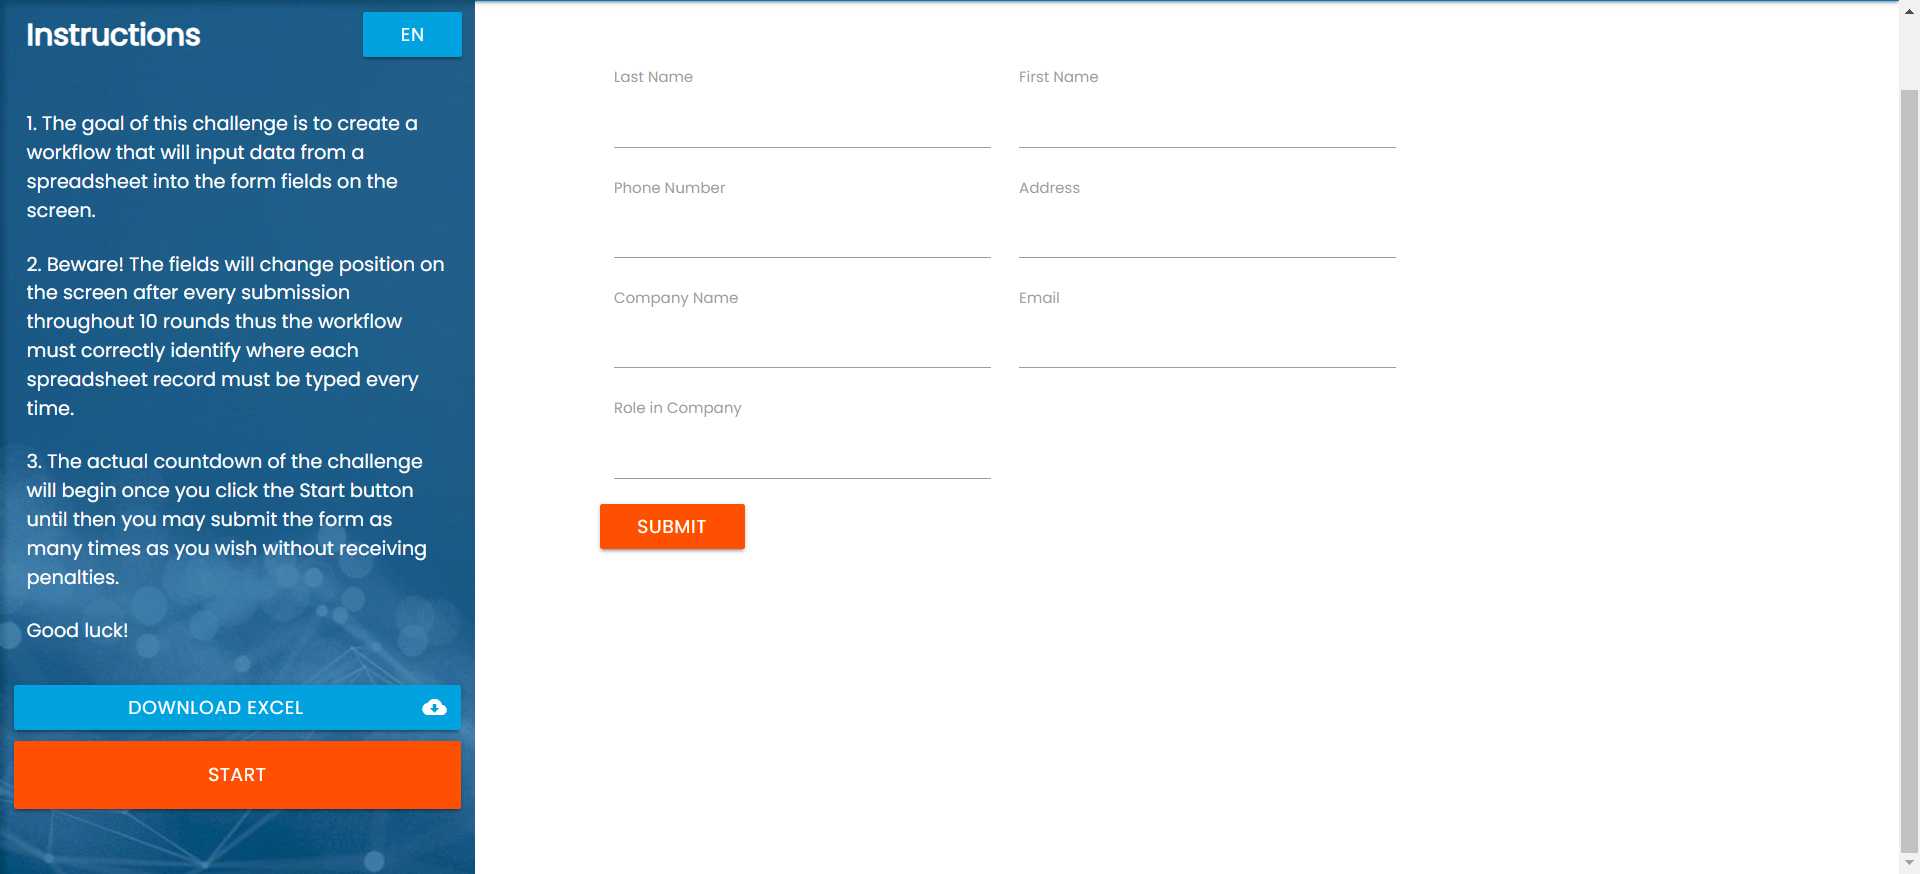 Instructions
EN
1. The goal of this challenge is to create a
workflow that will input data from a
spreadsheet into the form fields on the
screen.
2. Beware! The fields will change position on
the screen after every submission
throughout 10 rounds thus the workflow
must correctly identify where each
spreadsheet record must be typed every
time.
3. The actual countdown of the challenge
will begin once you click the Start button
until then you may submit the form as
many times as you wish without receiving
penalties.
Good luck!
DOWNLOAD EXCEL
START
Last Name
First Name
Phone Number
Address
Company Name
Email
Role in Company
SUBMIT